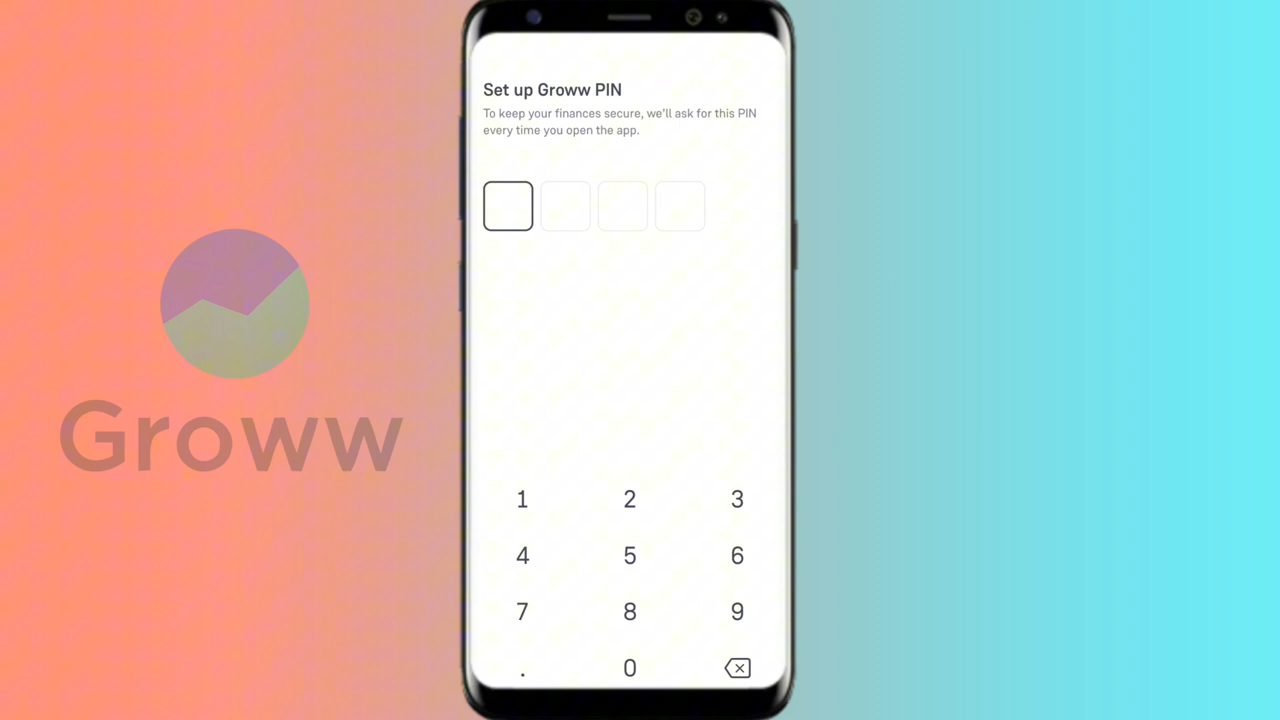 Set up Groww PIN
To keep your finances secure, we'll ask for this PIN
every time you open the app.
Groww
1 2 3
4 5 6
7 8 9
. 0